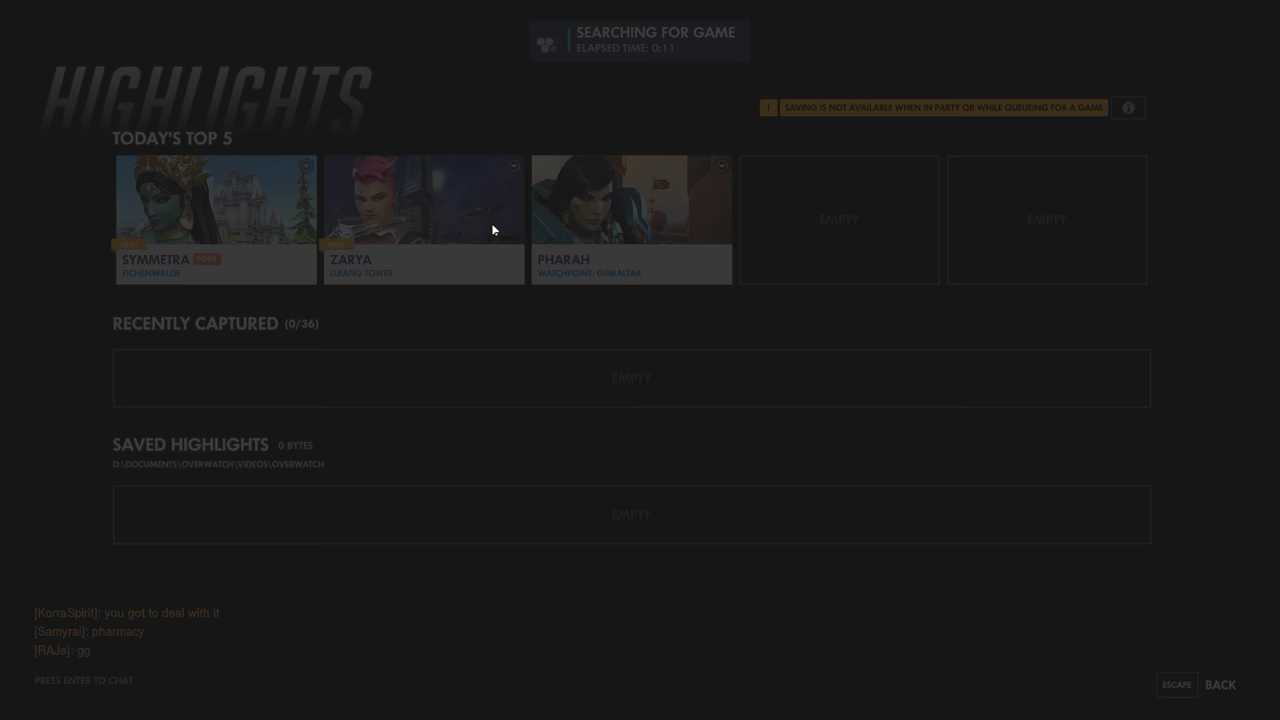 SEARCHING FOR GAME
ELAPSED TIME: 0:11
HIGHLIGHTS
! SAVING IS NOT AVAILABLE WHEN IN PARTY OR WHILE QUEUEING FOR A GAME
TODAY'S TOP 5
SYMMETRA POTG
EICHENWALDE
ZARYA
LIJIANG TOWER
PHARAH
WATCHPOINT: GIBRALTAR
EMPTY
EMPTY
RECENTLY CAPTURED (0/36)
EMPTY
SAVED HIGHLIGHTS 0 BYTES
D:\DOCUMENTS\OVERWATCH\VIDEOS\OVERWATCH
EMPTY
[KorraSpirit]: you got to deal with it
[Samyral]: pharmacy
[RAJe]: gg
PRESS ENTER TO CHAT
ESCAPE BACK